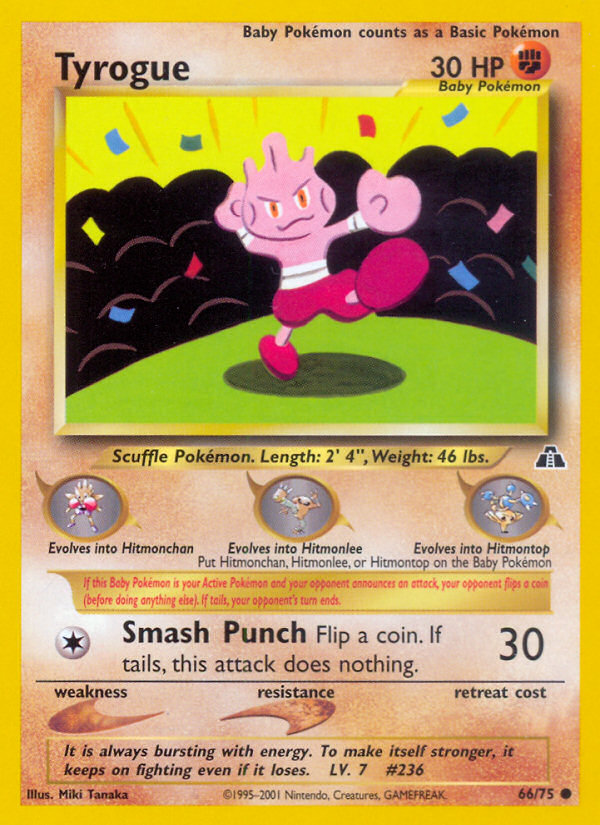 Baby Pokémon counts as a Basic Pokémon
Tyrogue
30 HP
Baby Pokémon
Scuffle Pokémon. Length: 2' 4", Weight: 46 lbs.
Evolves into Hitmonchan
Evolves into Hitmonlee
Evolves into Hitmontop
Put Hitmonchan, Hitmonlee, or Hitmontop on the Baby Pokémon
If this Baby Pokémon is your Active Pokémon and your opponent announces an attack, your opponent flips a coin
(before doing anything else). If tails, your opponent's turn ends.
Smash Punch Flip a coin. If
tails, this attack does nothing.
30
weakness
resistance
retreat cost
It is always bursting with energy. To make itself stronger, it
keeps on fighting even if it loses. LV. 7 #236
Illus. Miki Tanaka
©1995–2001 Nintendo, Creatures, GAMEFREAK.
66/75